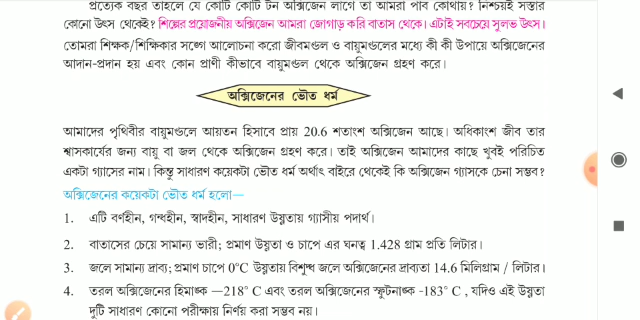 প্রত্যেক বছর তাহলে যে কোটি কোটি টন অক্সিজেন লাগে তা আমরা পাব কোথায়? নিশ্চয়ই সস্তার
কোনো উৎস থেকেই? শিল্পের প্রয়োজনীয় অক্সিজেন আমরা জোগাড় করি বাতাস থেকে। এটাই সবচেয়ে সুলভ উৎস।
তোমরা শিক্ষক/শিক্ষিকার সঙ্গে আলোচনা করো জীবমণ্ডল ও বায়ুমণ্ডলের মধ্যে কী কী উপায়ে অক্সিজেনের
আদান-প্রদান হয় এবং কোন প্রাণী কীভাবে বায়ুমণ্ডল থেকে অক্সিজেন গ্রহণ করে।
অক্সিজেনের ভৌত ধর্ম
আমাদের পৃথিবীর বায়ুমণ্ডলে আয়তন হিসাবে প্রায় 20.6 শতাংশ অক্সিজেন আছে। অধিকাংশ জীব তার
শ্বাসকার্যের জন্য বায়ু বা জল থেকে অক্সিজেন গ্রহণ করে। তাই অক্সিজেন আমাদের কাছে খুবই পরিচিত
একটা গ্যাসের নাম। কিন্তু সাধারণ কয়েকটা ভৌত ধর্ম অর্থাৎ বাইরে থেকেই কি অক্সিজেন গ্যাসকে চেনা সম্ভব?
অক্সিজেনের কয়েকটা ভৌত ধর্ম হলো—
1. এটি বর্ণহীন, গন্ধহীন, স্বাদহীন, সাধারণ উষ্ণতায় গ্যাসীয় পদার্থ।
2. বাতাসের চেয়ে সামান্য ভারী; প্রমাণ উষ্ণতা ও চাপে এর ঘনত্ব 1.428 গ্রাম প্রতি লিটার।
3. জলে সামান্য দ্রাব্য; প্রমাণ চাপে 0°C উষ্ণতায় বিশুদ্ধ জলে অক্সিজেনের দ্রাব্যতা 14.6 মিলিগ্রাম / লিটার।
4. তরল অক্সিজেনের হিমাঙ্ক —218° C এবং তরল অক্সিজেনের স্ফুটনাঙ্ক -183° C , যদিও এই উষ্ণতা
দুটি সাধারণ কোনো পরীক্ষায় নির্ণয় করা সম্ভব নয়।